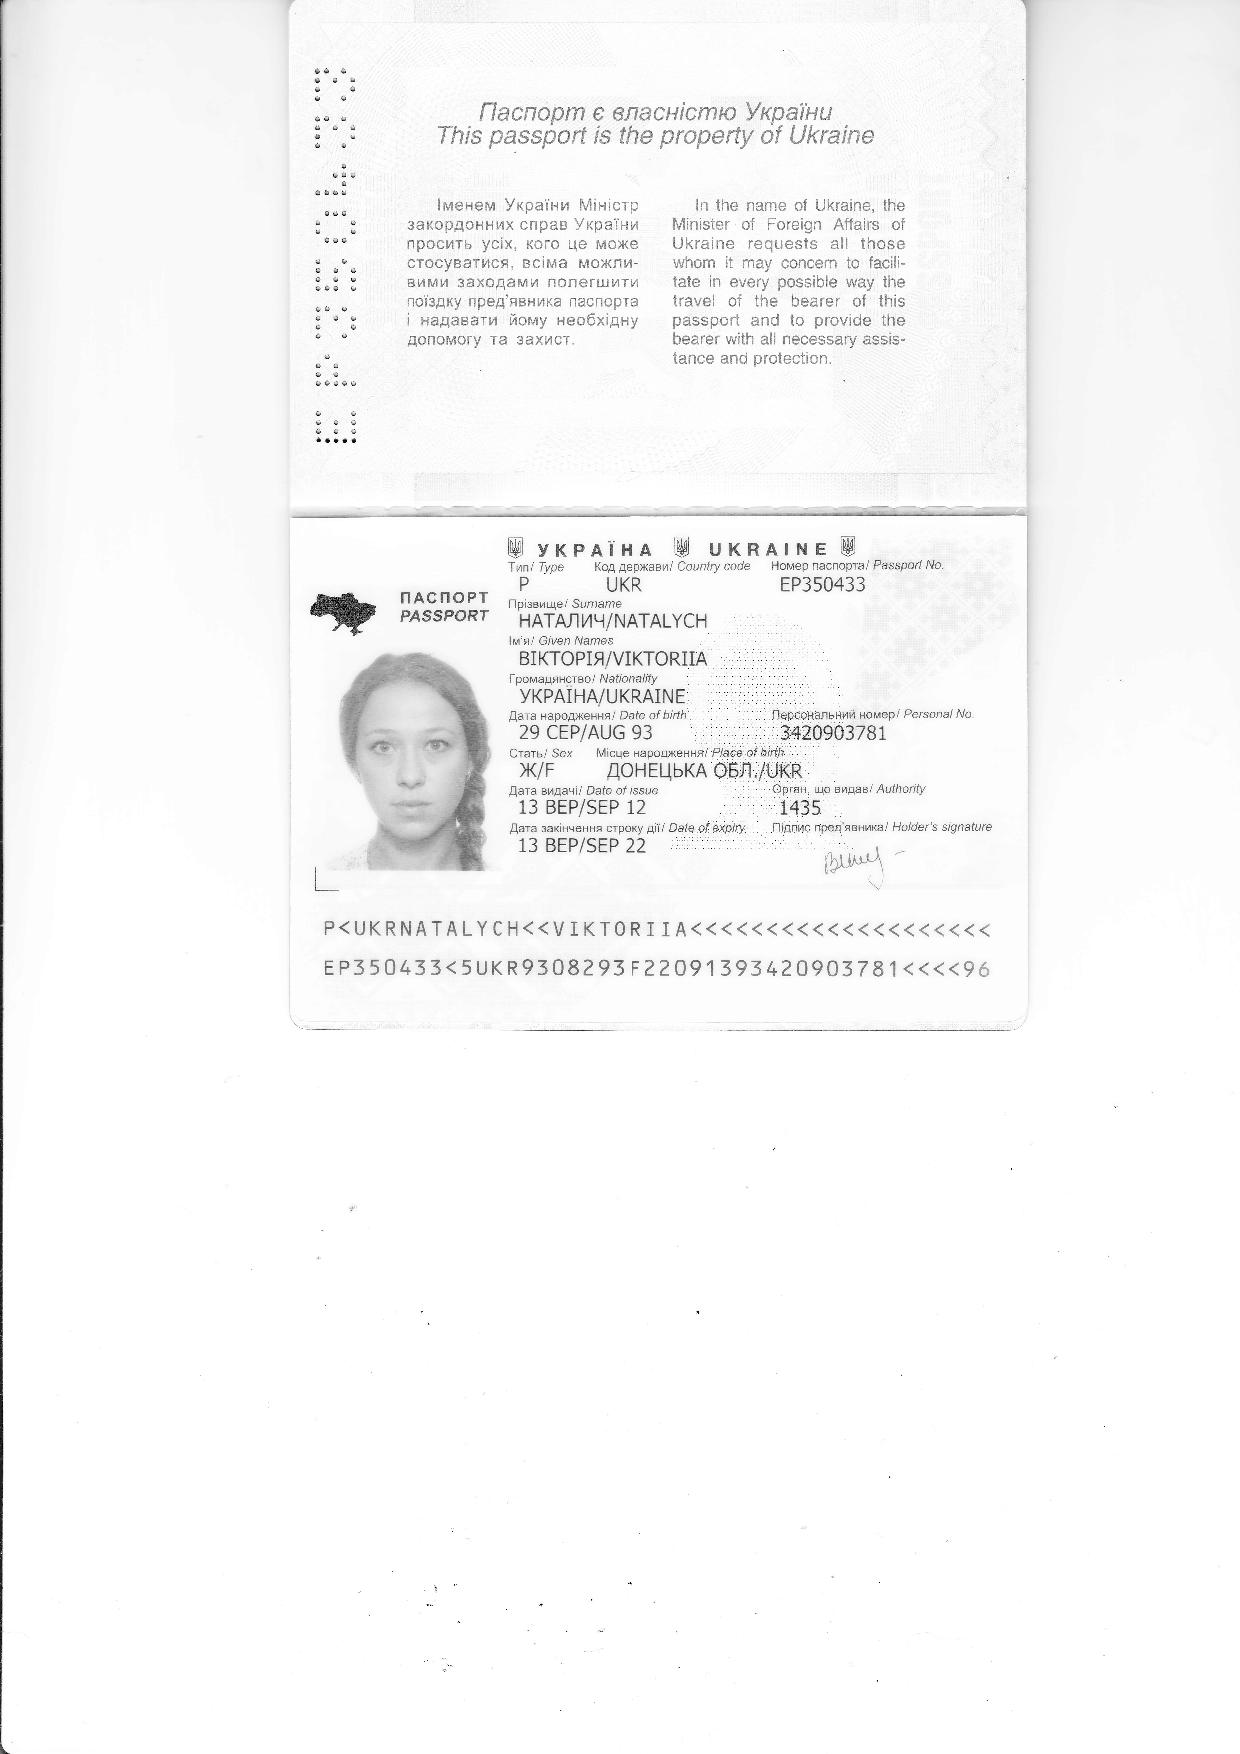 Паспорт є власністю України
This passport is the property of Ukraine
Іменем України Міністр
закордонних справ України
просить усіх, кого це може
стосуватися, всіма можли-
вими заходами полегшити
поїздку пред'явника паспорта
і надавати йому необхідну
допомогу та захист.
In the name of Ukraine, the
Minister of Foreign Affairs of
Ukraine requests all those
whom it may concern to facili-
tate in every possible way the
travel of the bearer of this
passport and to provide the
bearer with all necessary assis-
tance and protection.
УКРАЇНА UKRAINE
Тип/ Type Код держави/ Country code Номер паспорта/ Passport No.
P UKR EP350433
ПАСПОРТ
PASSPORT
Прізвище/ Surname
НАТАЛИЧ/NATALYCH
Ім'я/ Given Names
ВІКТОРІЯ/VIKTORIIA
Громадянство/ Nationality
УКРАЇНА/UKRAINE
Дата народження/ Date of birth Персональний номер/ Personal No.
29 СЕР/AUG 93 3420903781
Стать/ Sex Місце народження/ Place of birth
Ж/F ДОНЕЦЬКА ОБЛ./UKR
Дата видачі/ Date of issue Орган, що видав/ Authority
13 ВЕР/SEP 12 1435
Дата закінчення строку дії/ Date of expiry Підпис пред'явника/ Holder's signature
13 ВЕР/SEP 22
P<UKRNATALYCH<<VIKTORIIA<<<<<<<<<<<<<<<<<<<<
EP350433<5UKR9308293F22091393420903781<<<<96